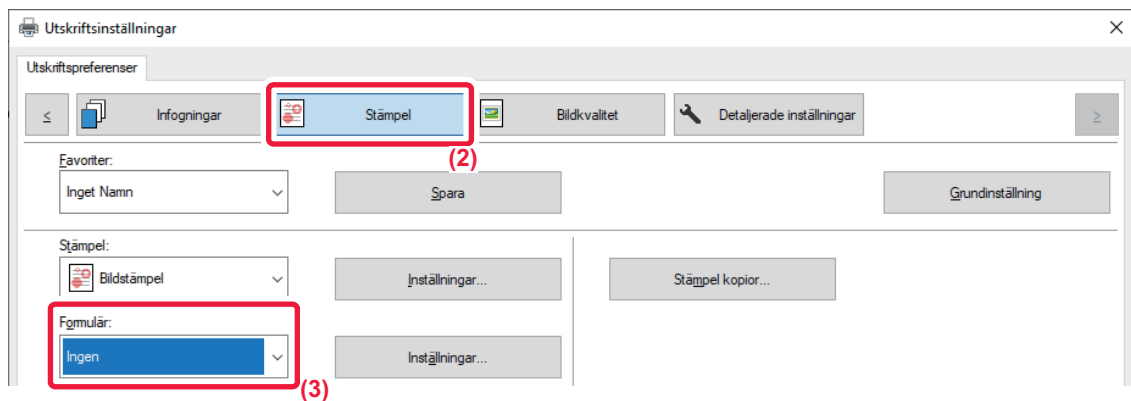 Utskriftsinställningar
Utskriftspreferenser
Infogningar
Stämpel
Bildkvalitet
Detaljerade inställningar
(2)
Favoriter:
Inget Namn
Spara
Grundinställning
Stämpel:
Bildstämpel
Inställningar...
Stämpel kopior...
Formulär:
Ingen
Inställningar...
(3)